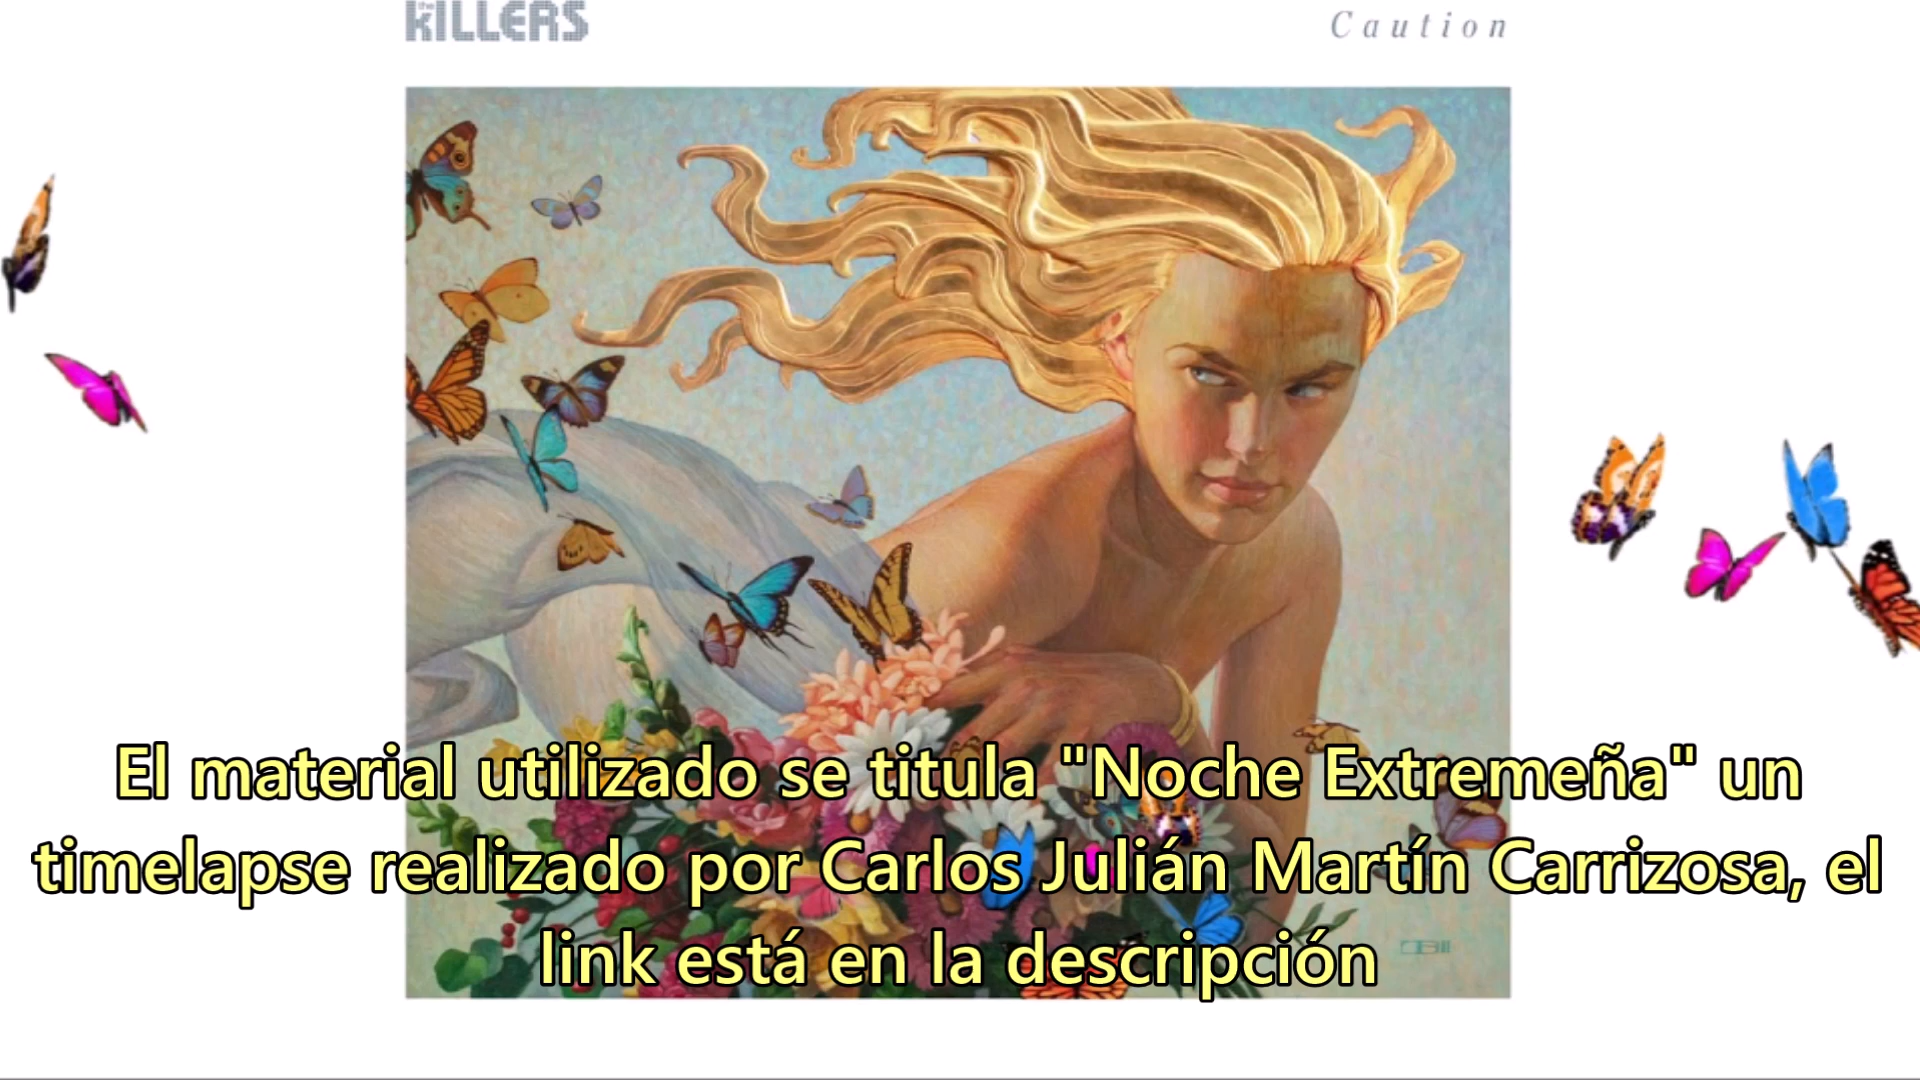 the
KILLERS
Caution
El material utilizado se titula "Noche Extremeña" un
timelapse realizado por Carlos Julián Martín Carrizosa, el
link está en la descripción